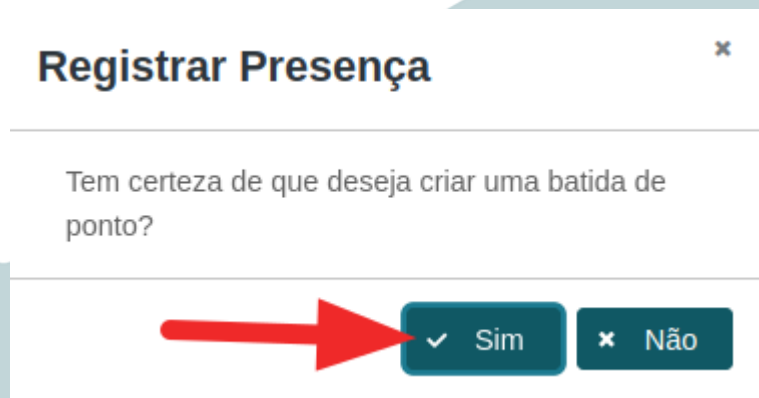 Registrar Presença
Tem certeza de que deseja criar uma batida de
ponto?
Sim
Não